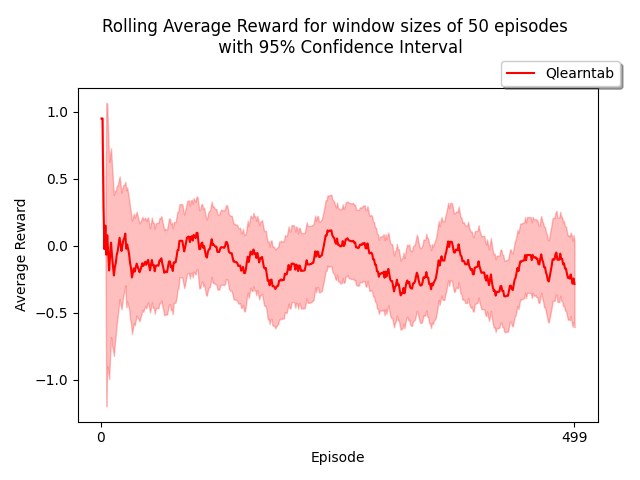 Rolling Average Reward for window sizes of 50 episodes
with 95% Confidence Interval
Qlearntab
1.0
0.5
0.0
−0.5
−1.0
Average Reward
0
499
Episode